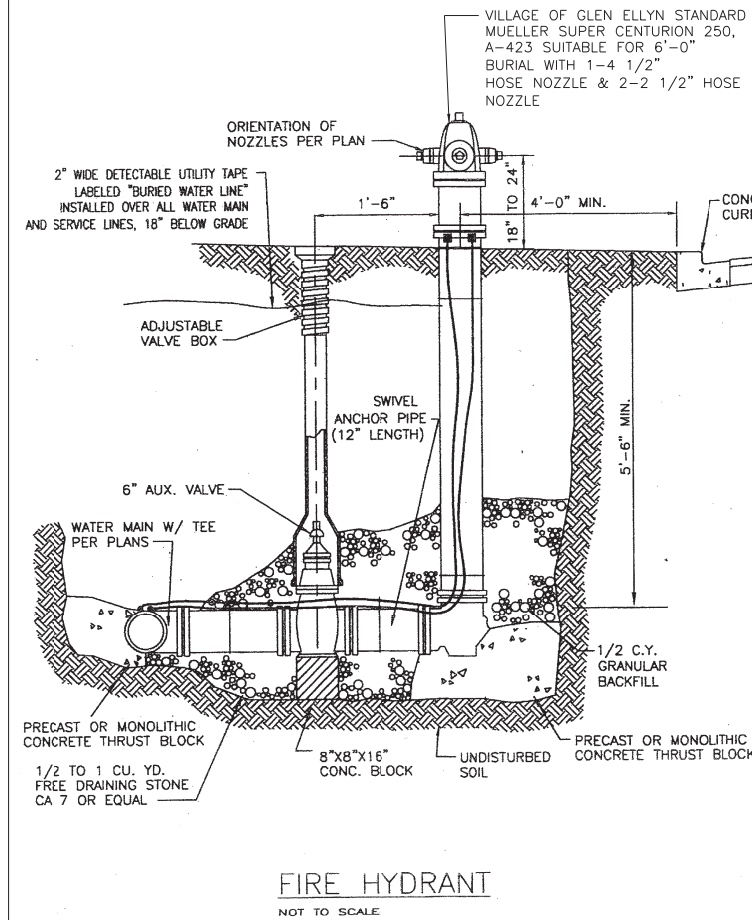 VILLAGE OF GLEN ELLYN STANDARD
MUELLER SUPER CENTURION 250,
A-423 SUITABLE FOR 6'-0"
BURIAL WITH 1-4 1/2"
HOSE NOZZLE & 2-2 1/2" HOSE
NOZZLE
ORIENTATION OF
NOZZLES PER PLAN
2" WIDE DETECTABLE UTILITY TAPE
LABELED "BURIED WATER LINE"
INSTALLED OVER ALL WATER MAIN
AND SERVICE LINES, 18" BELOW GRADE
1'-6"
18" TO 24"
4'-0" MIN.
CONC
CURB
ADJUSTABLE
VALVE BOX
SWIVEL
ANCHOR PIPE
(12" LENGTH)
5'-6" MIN.
6" AUX. VALVE
WATER MAIN W/ TEE
PER PLANS
1/2 C.Y.
GRANULAR
BACKFILL
PRECAST OR MONOLITHIC
CONCRETE THRUST BLOCK
8"X8"X16"
CONC. BLOCK
UNDISTURBED
SOIL
PRECAST OR MONOLITHIC
CONCRETE THRUST BLOCK
1/2 TO 1 CU. YD.
FREE DRAINING STONE
CA 7 OR EQUAL
FIRE HYDRANT
NOT TO SCALE